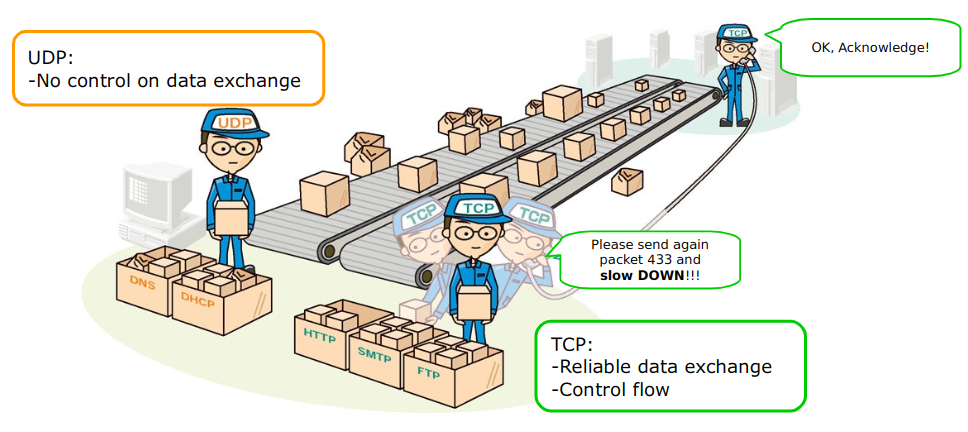 UDP:
-No control on data exchange
TCP
OK, Acknowledge!
UDP
TCP
TCP
TCP
Please send again
packet 433 and
slow DOWN!!!
DNS
DHCP
HTTP
SMTP
FTP
TCP:
-Reliable data exchange
-Control flow